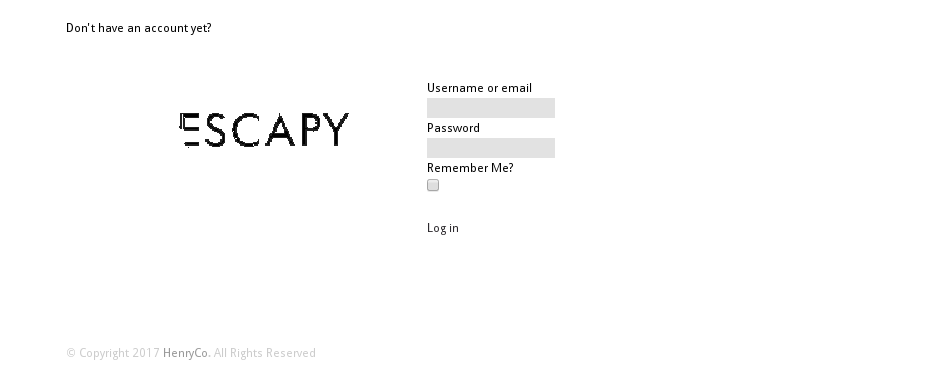 Don't have an account yet?
ESCAPY
Username or email
Password
Remember Me?
Log in
© Copyright 2017 HenryCo. All Rights Reserved